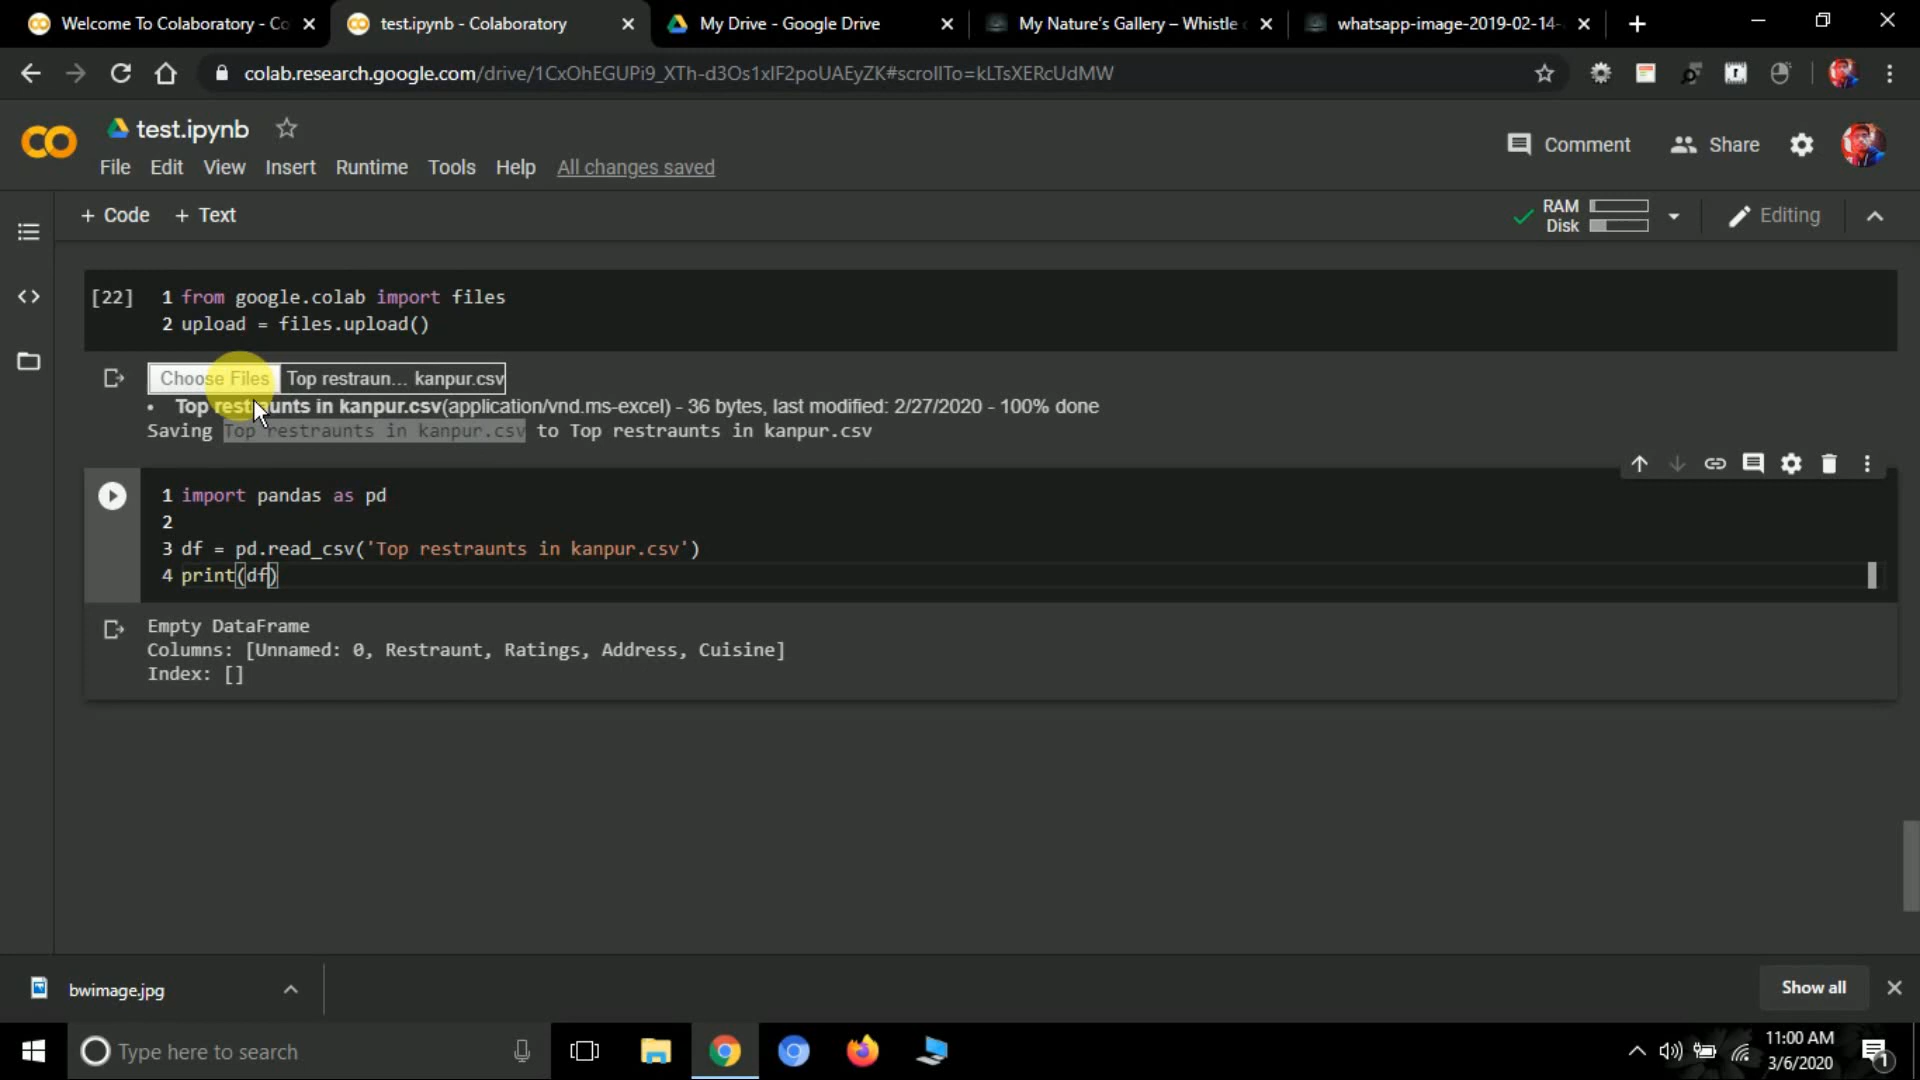 Welcome To Colaboratory - Co
test.ipynb - Colaboratory
My Drive - Google Drive
My Nature's Gallery – Whistle
whatsapp-image-2019-02-14-
colab.research.google.com/drive/1CxOhEGUPi9_XTh-d3Os1xIF2poUAEyZK#scrollTo=kLTsXERcUdMW
test.ipynb
Comment Share
File Edit View Insert Runtime Tools Help All changes saved
+ Code + Text
RAM
Disk
Editing
[22] 1 from google.colab import files
2 upload = files.upload()
Choose Files Top restraun... kanpur.csv
• Top restraunts in kanpur.csv(application/vnd.ms-excel) - 36 bytes, last modified: 2/27/2020 - 100% done
Saving Top restraunts in kanpur.csv to Top restraunts in kanpur.csv
1 import pandas as pd
2
3 df = pd.read_csv('Top restraunts in kanpur.csv')
4 print(df)
Empty DataFrame
Columns: [Unnamed: 0, Restraunt, Ratings, Address, Cuisine]
Index: []
bwimage.jpg
Show all
Type here to search
11:00 AM
3/6/2020
1